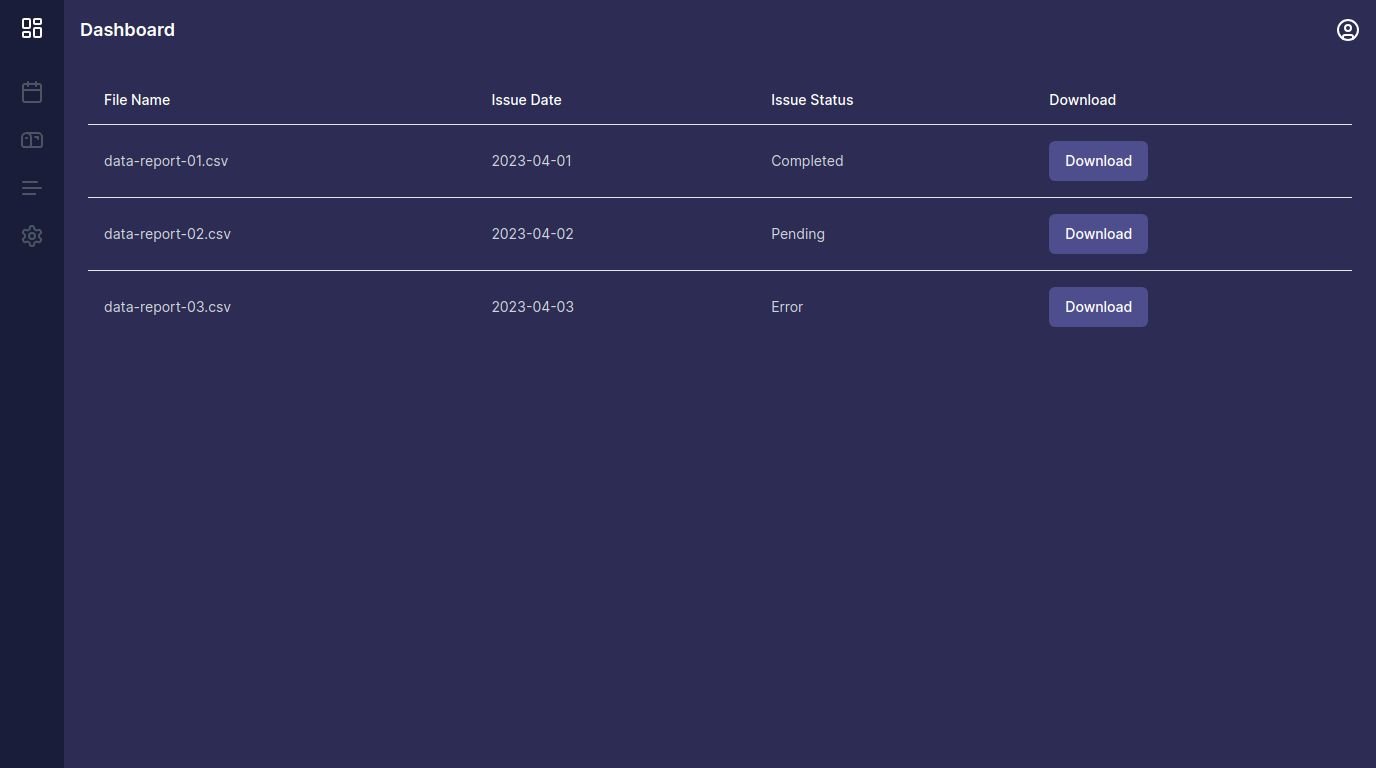 Dashboard
File Name Issue Date Issue Status Download
data-report-01.csv 2023-04-01 Completed Download
data-report-02.csv 2023-04-02 Pending Download
data-report-03.csv 2023-04-03 Error Download